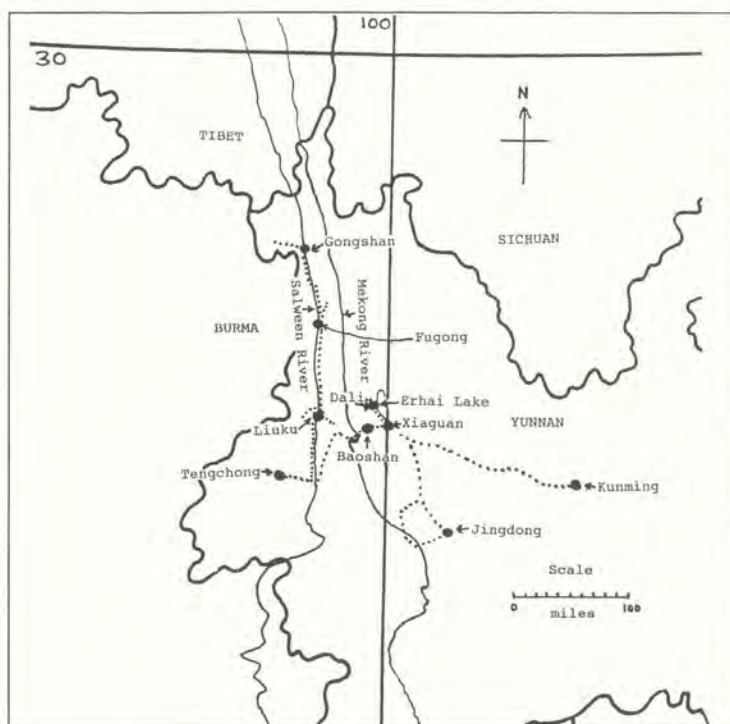 100
30
N
TIBET
SICHUAN
Gongshan
Salween River
Mekong River
BURMA
Fugong
Dali
Erhai Lake
YUNNAN
Liuku
Xiaguan
Baoshan
Tengchong
Kunming
Jingdong
Scale
0 100
miles